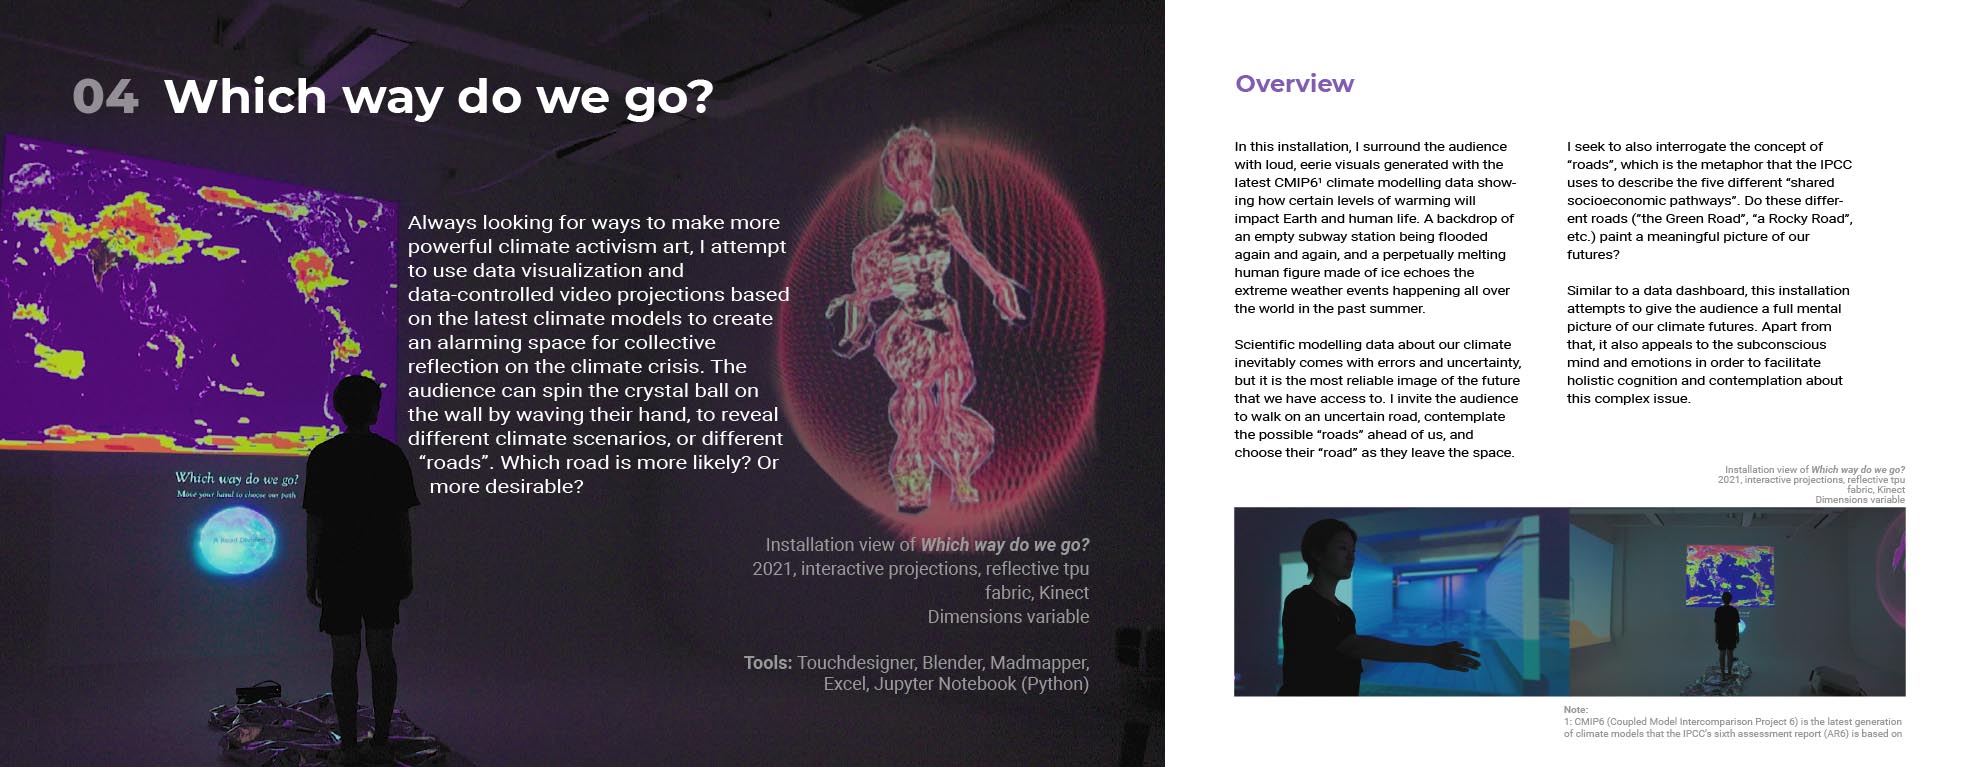 04 Which way do we go?
Always looking for ways to make more
powerful climate activism art, I attempt
to use data visualization and
data-controlled video projections based
on the latest climate models to create
an alarming space for collective
reflection on the climate crisis. The
audience can spin the crystal ball on
the wall by waving their hand, to reveal
different climate scenarios, or different
“roads”. Which road is more likely? Or
more desirable?
Which way do we go?
Move your hand to choose our path
A Road Divided
Installation view of Which way do we go?
2021, interactive projections, reflective tpu
fabric, Kinect
Dimensions variable
Tools: Touchdesigner, Blender, Madmapper,
Excel, Jupyter Notebook (Python)
Overview
In this installation, I surround the audience
with loud, eerie visuals generated with the
latest CMIP6¹ climate modelling data show-
ing how certain levels of warming will
impact Earth and human life. A backdrop of
an empty subway station being flooded
again and again, and a perpetually melting
human figure made of ice echoes the
extreme weather events happening all over
the world in the past summer.
Scientific modelling data about our climate
inevitably comes with errors and uncertainty,
but it is the most reliable image of the future
that we have access to. I invite the audience
to walk on an uncertain road, contemplate
the possible “roads” ahead of us, and
choose their “road” as they leave the space.
I seek to also interrogate the concept of
“roads”, which is the metaphor that the IPCC
uses to describe the five different “shared
socioeconomic pathways”. Do these differ-
ent roads (“the Green Road”, “a Rocky Road”,
etc.) paint a meaningful picture of our
futures?
Similar to a data dashboard, this installation
attempts to give the audience a full mental
picture of our climate futures. Apart from
that, it also appeals to the subconscious
mind and emotions in order to facilitate
holistic cognition and contemplation about
this complex issue.
Installation view of Which way do we go?
2021, interactive projections, reflective tpu
fabric, Kinect
Dimensions variable
Note:
1: CMIP6 (Coupled Model Intercomparison Project 6) is the latest generation
of climate models that the IPCC’s sixth assessment report (AR6) is based on